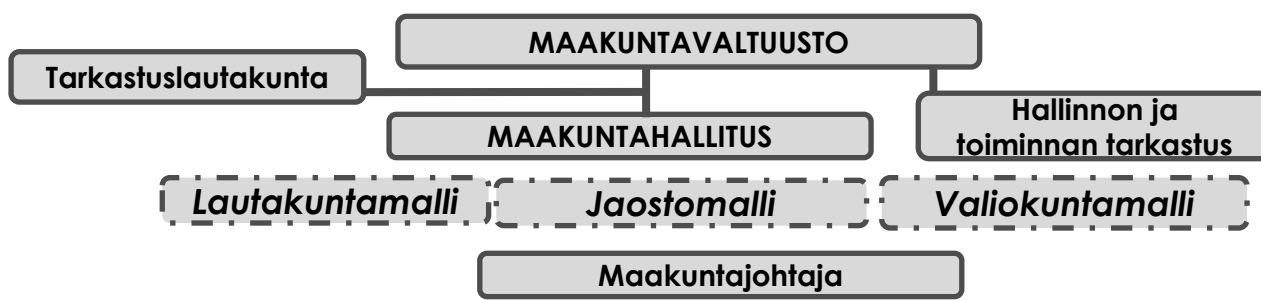 MAAKUNTAVALTUUSTO
Tarkastuslautakunta
Hallinnon ja
toiminnan tarkastus
MAAKUNTAHALLITUS
Lautakuntamalli
Jaostomalli
Valiokuntamalli
Maakuntajohtaja